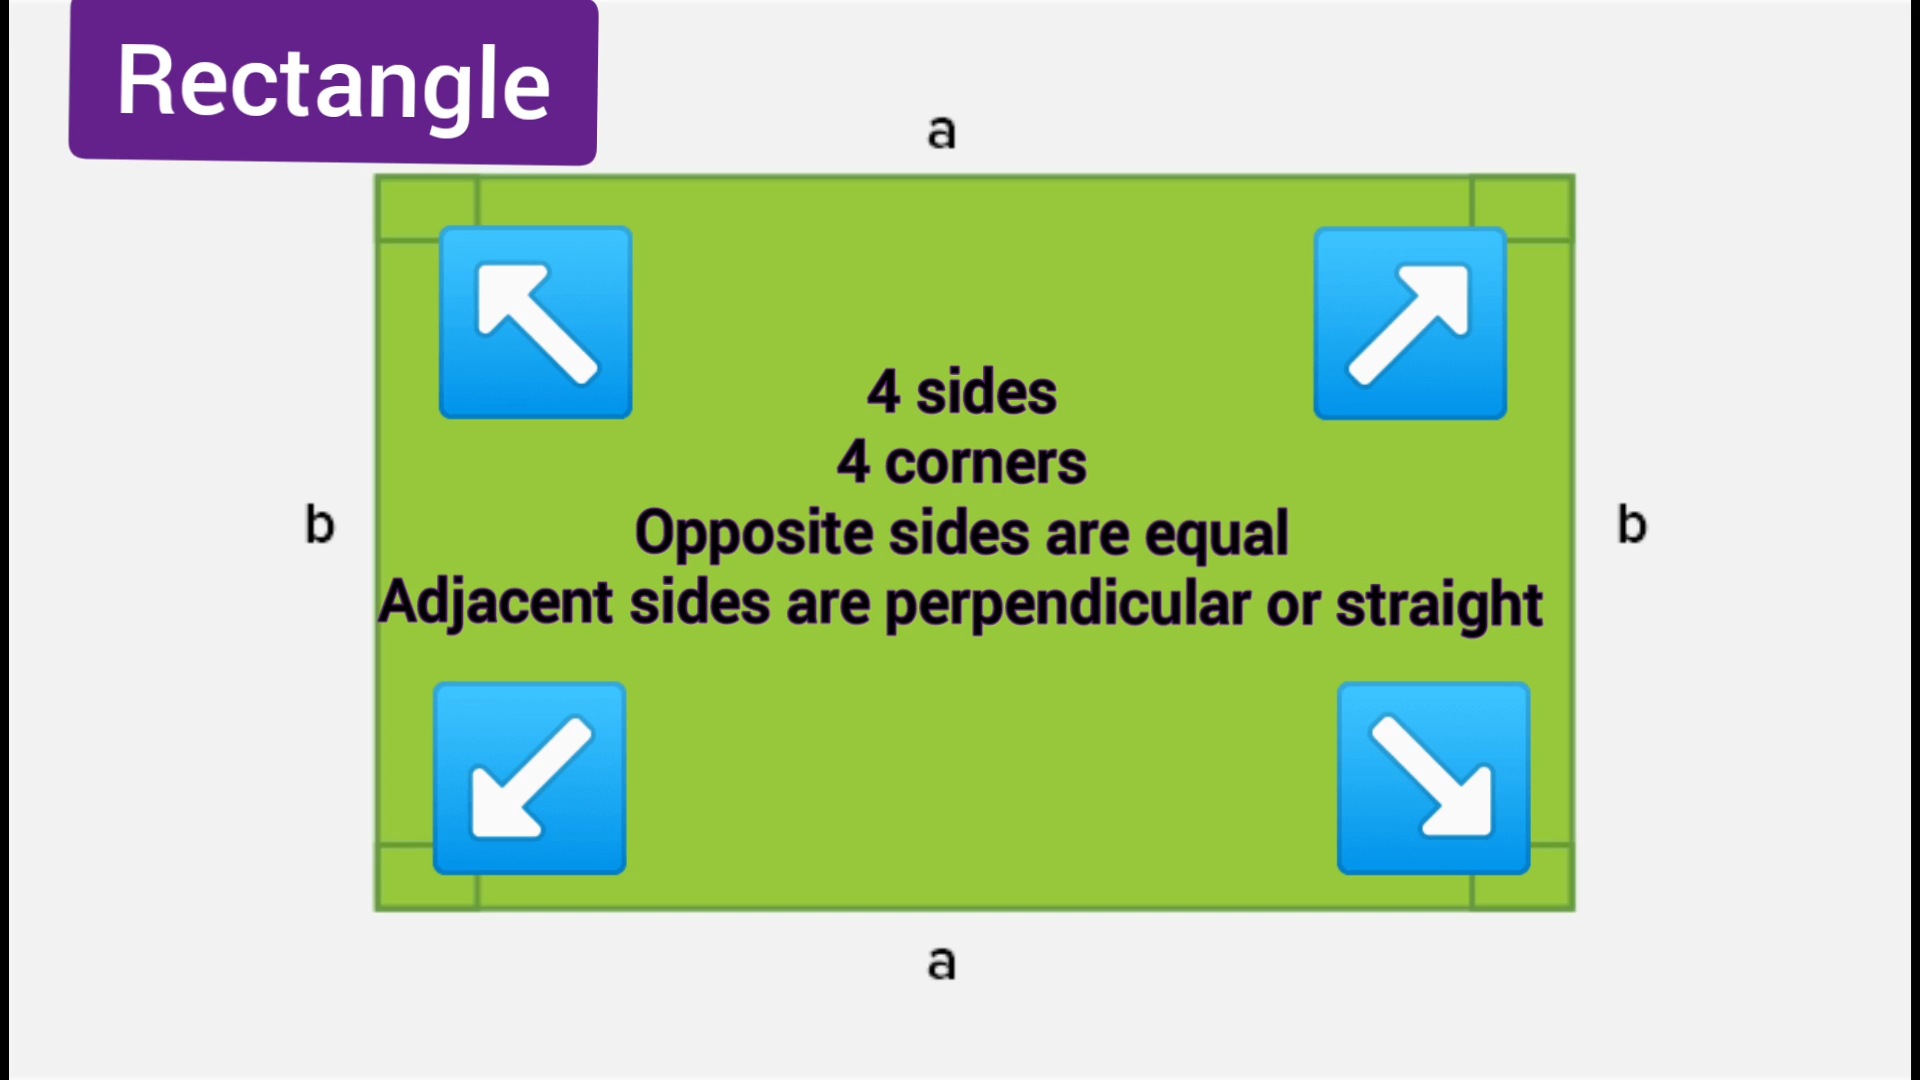 Rectangle
a
4 sides
4 corners
Opposite sides are equal
b
b
Adjacent sides are perpendicular or straight
a